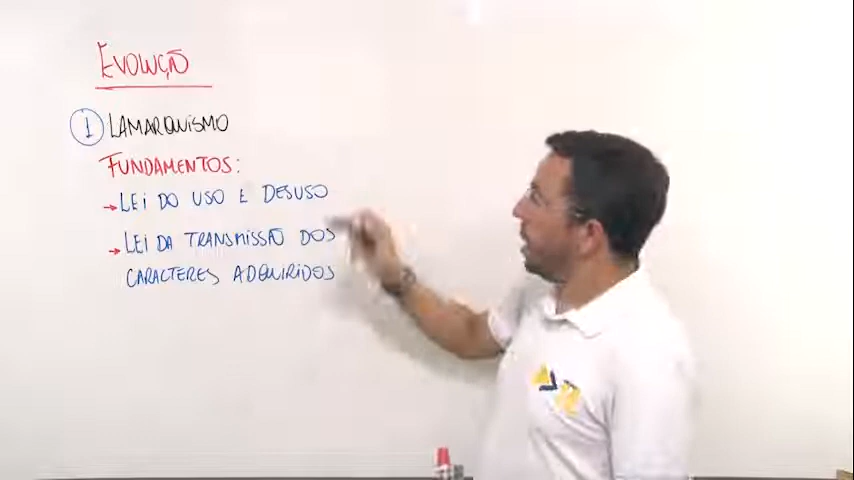 EVOLUÇÃO
1 LAMARQUISMO
FUNDAMENTOS:
→ LEI DO USO E DESUSO
→ LEI DA TRANSMISSÃO DOS
CARACTERES ADQUIRIDOS